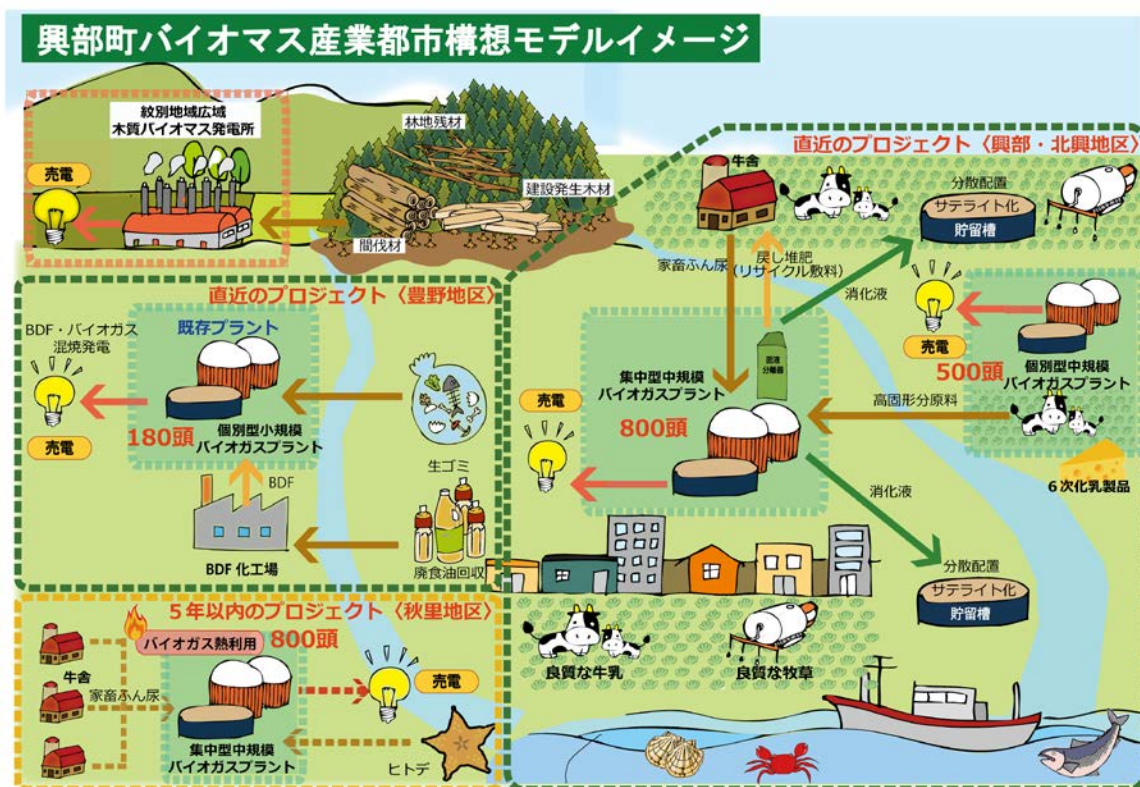 興部町バイオマス産業都市構想モデルイメージ
紋別地域広域
木質バイオマス発電所
売電
林地残材
建設発生木材
間伐材
直近のプロジェクト〈興部・北興地区〉
牛舎
分散配置
サテライト化
貯留槽
家畜ふん尿
戻し堆肥
(リサイクル敷料)
消化液
売電
500頭
個別型中規模
バイオガスプラント
固液
分離器
集中型中規模
バイオガスプラント
800頭
売電
高固形分原料
6次化乳製品
消化液
分散配置
サテライト化
貯留槽
良質な牛乳
良質な牧草
直近のプロジェクト〈豊野地区〉
BDF・バイオガス
混焼発電
既存プラント
売電
180頭
個別型小規模
バイオガスプラント
生ゴミ
BDF
BDF化工場
廃食油回収
5年以内のプロジェクト〈秋里地区〉
バイオガス熱利用
800頭
牛舎
家畜ふん尿
売電
集中型中規模
バイオガスプラント
ヒトデ